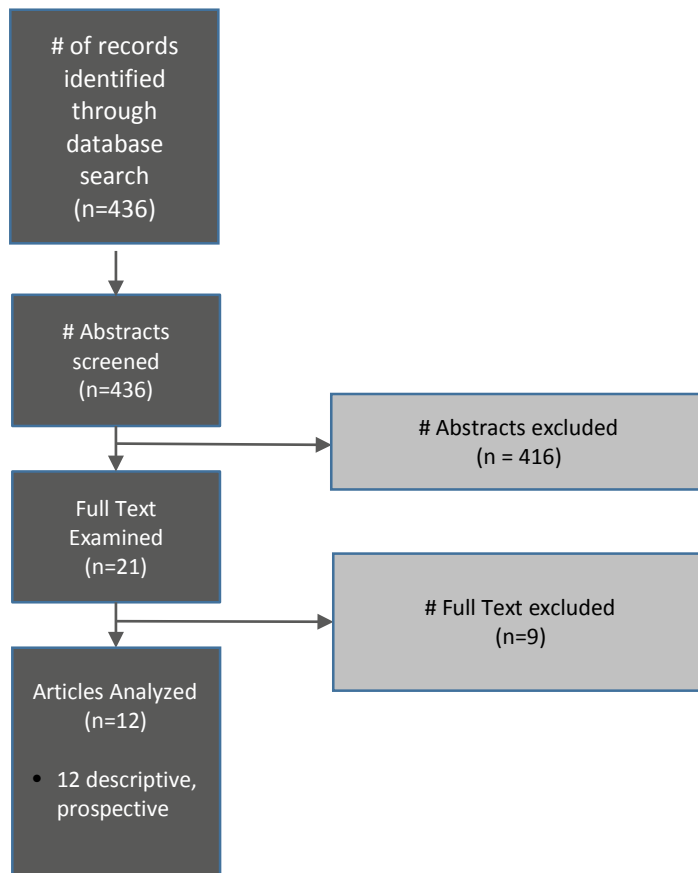 # of records
identified
through
database
search
(n=436)
# Abstracts
screened
(n=436)
# Abstracts excluded
(n = 416)
Full Text
Examined
(n=21)
# Full Text excluded
(n=9)
Articles Analyzed
(n=12)
• 12 descriptive,
prospective